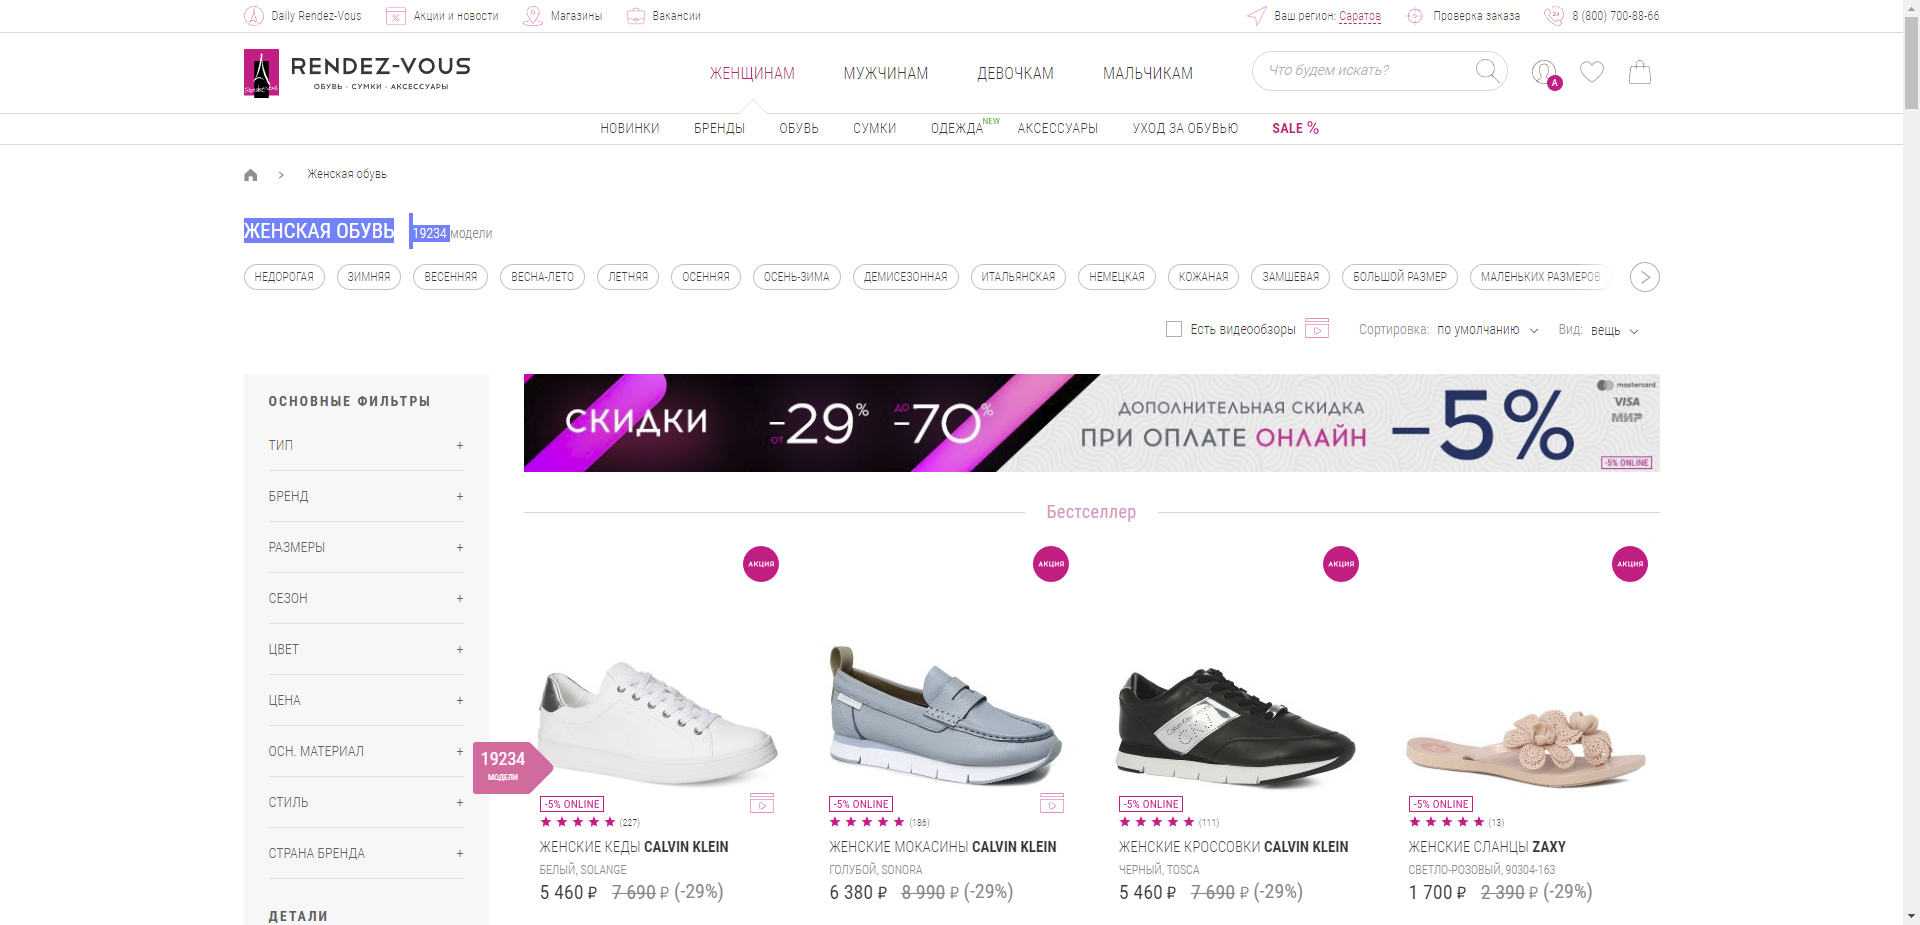 Daily Rendez-Vous Акции и новости Магазины Вакансии Ваш регион: Саратов Проверка заказа 8 (800) 700-88-66
RENDEZ-VOUS
ОБУВЬ · СУМКИ · АКСЕССУАРЫ
ЖЕНЩИНАМ МУЖЧИНАМ ДЕВОЧКАМ МАЛЬЧИКАМ
Что будем искать?
А
НОВИНКИ БРЕНДЫ ОБУВЬ СУМКИ ОДЕЖДА NEW АКСЕССУАРЫ УХОД ЗА ОБУВЬЮ SALE %
> Женская обувь
ЖЕНСКАЯ ОБУВЬ 19234 модели
НЕДОРОГАЯ ЗИМНЯЯ ВЕСЕННЯЯ ВЕСНА-ЛЕТО ЛЕТНЯЯ ОСЕННЯЯ ОСЕНЬ-ЗИМА ДЕМИСЕЗОННАЯ ИТАЛЬЯНСКАЯ НЕМЕЦКАЯ КОЖАНАЯ ЗАМШЕВАЯ БОЛЬШОЙ РАЗМЕР МАЛЕНЬКИХ РАЗМЕРОВ
Есть видеообзоры Сортировка: по умолчанию Вид: вещь
ОСНОВНЫЕ ФИЛЬТРЫ
ТИП +
БРЕНД +
РАЗМЕРЫ +
СЕЗОН +
ЦВЕТ +
ЦЕНА +
ОСН. МАТЕРИАЛ +
СТИЛЬ +
СТРАНА БРЕНДА +
ДЕТАЛИ
19234
МОДЕЛИ
СКИДКИ ОТ -29% ДО -70%
ДОПОЛНИТЕЛЬНАЯ СКИДКА
ПРИ ОПЛАТЕ ОНЛАЙН
-5%
mastercard
VISA
МИР
-5% ONLINE
Бестселлер
АКЦИЯ АКЦИЯ АКЦИЯ АКЦИЯ
Calvin Klein Jeans
-5% ONLINE
(227)
ЖЕНСКИЕ КЕДЫ CALVIN KLEIN
БЕЛЫЙ, SOLANGE
5 460 ₽ 7 690 ₽ (-29%)
-5% ONLINE
(186)
ЖЕНСКИЕ МОКАСИНЫ CALVIN KLEIN
ГОЛУБОЙ, SONORA
6 380 ₽ 8 990 ₽ (-29%)
-5% ONLINE
(111)
ЖЕНСКИЕ КРОССОВКИ CALVIN KLEIN
ЧЕРНЫЙ, TOSCA
5 460 ₽ 7 690 ₽ (-29%)
-5% ONLINE
(13)
ЖЕНСКИЕ СЛАНЦЫ ZAXY
СВЕТЛО-РОЗОВЫЙ, 90304-163
1 700 ₽ 2 390 ₽ (-29%)